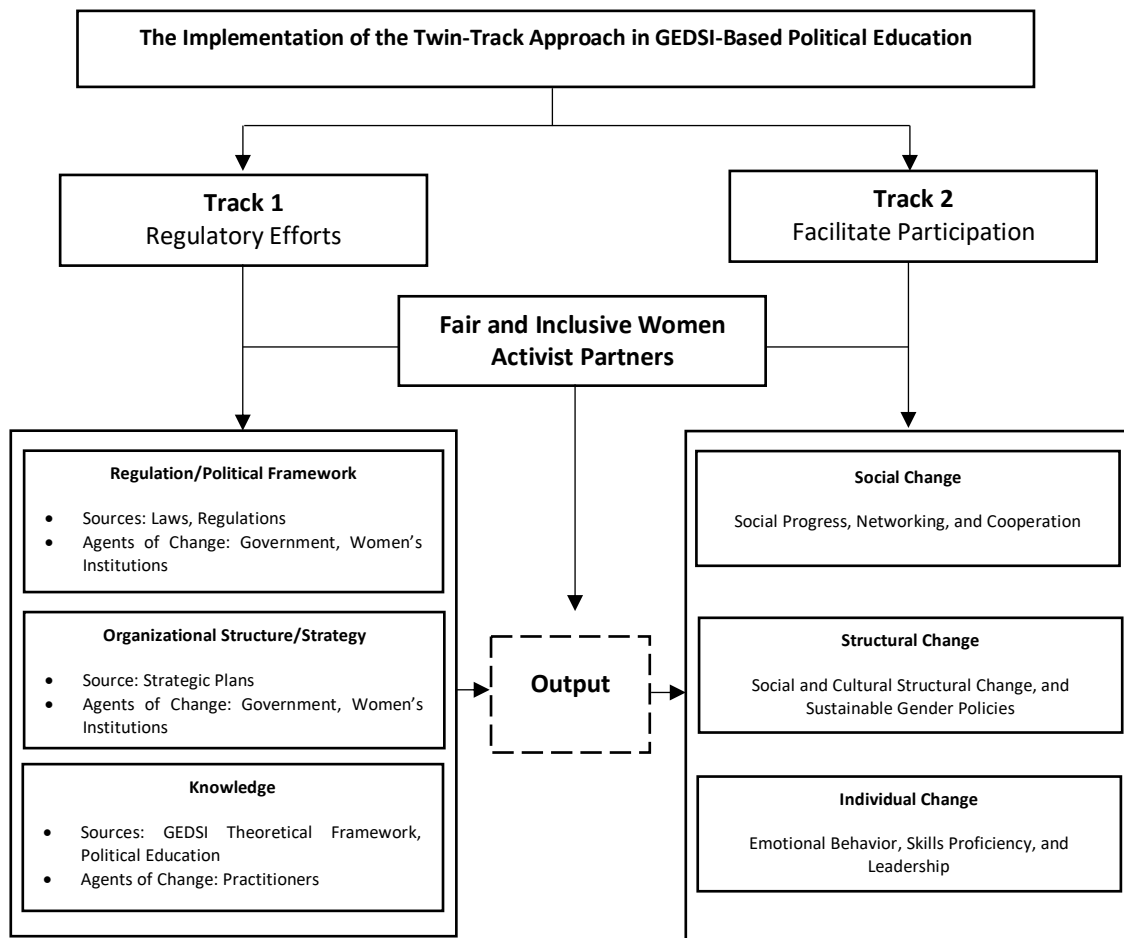 The Implementation of the Twin-Track Approach in GEDSI-Based Political Education
Track 1
Regulatory Efforts
Track 2
Facilitate Participation
Fair and Inclusive Women
Activist Partners
Regulation/Political Framework
• Sources: Laws, Regulations
• Agents of Change: Government, Women’s
Institutions
Organizational Structure/Strategy
• Source: Strategic Plans
• Agents of Change: Government, Women’s
Institutions
Knowledge
• Sources: GEDSI Theoretical Framework,
Political Education
• Agents of Change: Practitioners
Output
Social Change
Social Progress, Networking, and Cooperation
Structural Change
Social and Cultural Structural Change, and
Sustainable Gender Policies
Individual Change
Emotional Behavior, Skills Proficiency, and
Leadership